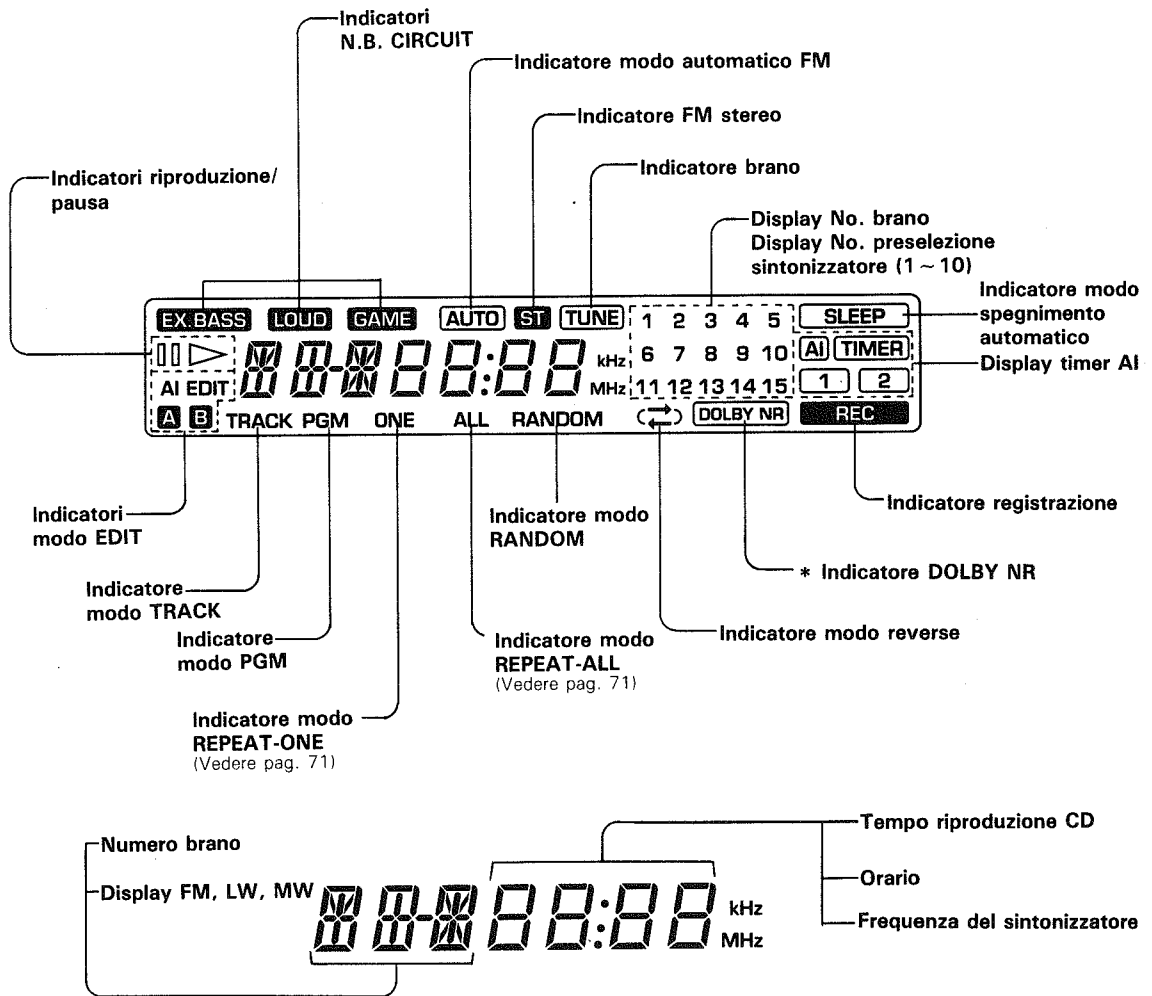 Indicatori
N.B. CIRCUIT
Indicatore modo automatico FM
Indicatore FM stereo
Indicatore brano
Indicatori riproduzione/
pausa
Display No. brano
Display No. preselezione
sintonizzatore (1 ~ 10)
Indicatore modo
spegnimento
automatico
Display timer AI
EX.BASS LOUD GAME AUTO ST TUNE 1 2 3 4 5 SLEEP
kHz 6 7 8 9 10 AI TIMER
AI EDIT MHz 11 12 13 14 15 1 2
A B TRACK PGM ONE ALL RANDOM DOLBY NR REC
Indicatori
modo EDIT
Indicatore modo
RANDOM
Indicatore registrazione
* Indicatore DOLBY NR
Indicatore
modo TRACK
Indicatore
modo PGM
Indicatore modo
REPEAT-ALL
(Vedere pag. 71)
Indicatore modo reverse
Indicatore modo
REPEAT-ONE
(Vedere pag. 71)
Numero brano
Display FM, LW, MW
kHz
MHz
Tempo riproduzione CD
Orario
Frequenza del sintonizzatore